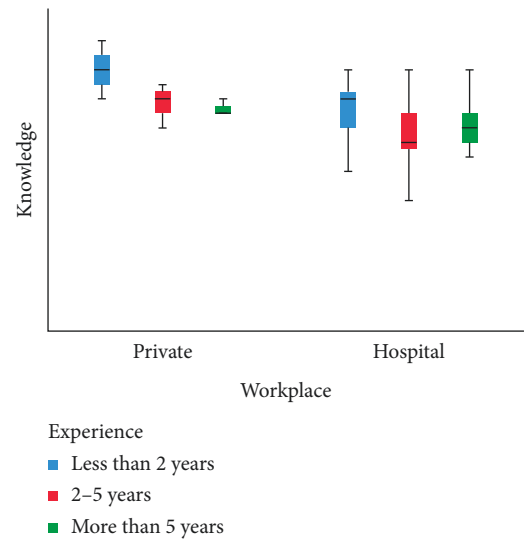 Knowledge
Private
Hospital
Workplace
Experience
Less than 2 years
2–5 years
More than 5 years